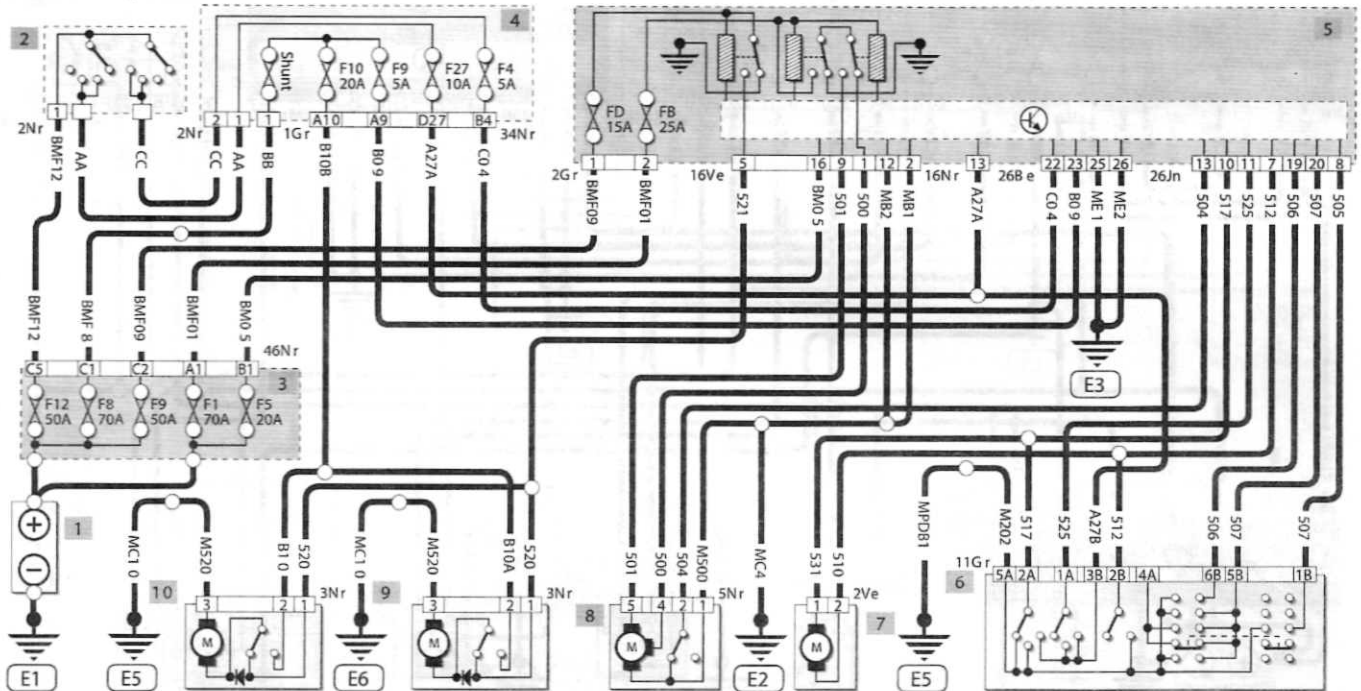 2
4
5
Shunt
F10 20A
F9 5A
F27 10A
F4 5A
FD 15A
FB 25A
1
2Nr
2Nr
2 1
1
1Gr
A10
A9
D27
B4
34Nr
2Gr
1
2
16Ve
5
16 9 1 12 2
16Nr
13
26Be
22 23 25 26
26Jn
13 10 11 7 19 20 8
BMF12
AA
CC
CC
AA
BB
B10B
B09
A27A
C04
BMF09
BMF01
521
BM05
501
500
MB2
MB1
A27A
C04
B09
ME1
ME2
504
517
525
512
506
507
505
BMF12
BMF 8
BMF09
BMF01
BM05
46Nr
C5 C1 C2 A1 B1
3
F12 50A
F8 70A
F9 50A
F1 70A
F5 20A
E3
1
+
−
E1
MC10
E5
M520
B10
520
10
3
2 1
3Nr
M
MC10
E6
M520
B10A
520
9
3
2 1
3Nr
M
501
500
504
M500
8
5 4 2 1
5Nr
M
MC4
E2
531
510
1 2
2Ve
7
M
MPDB1
E5
M202
517
525
A27B
512
506
507
507
11Gr
6
5A 2A 1A 3B 2B 4A 6B 5B 1B